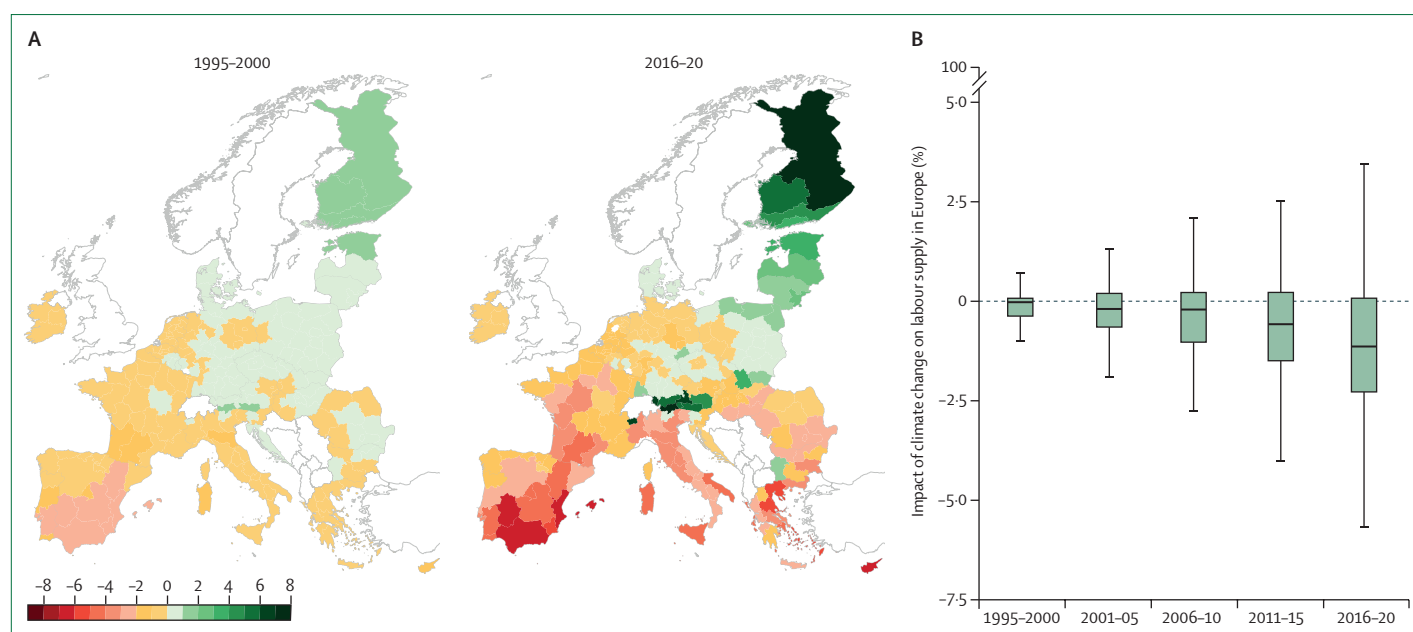 A
1995–2000
2016–20
–8 –6 –4 –2 0 2 4 6 8
B
Impact of climate change on labour supply in Europe (%)
100
5·0
2·5
0
–2·5
–5·0
–7·5
1995–2000 2001–05 2006–10 2011–15 2016–20